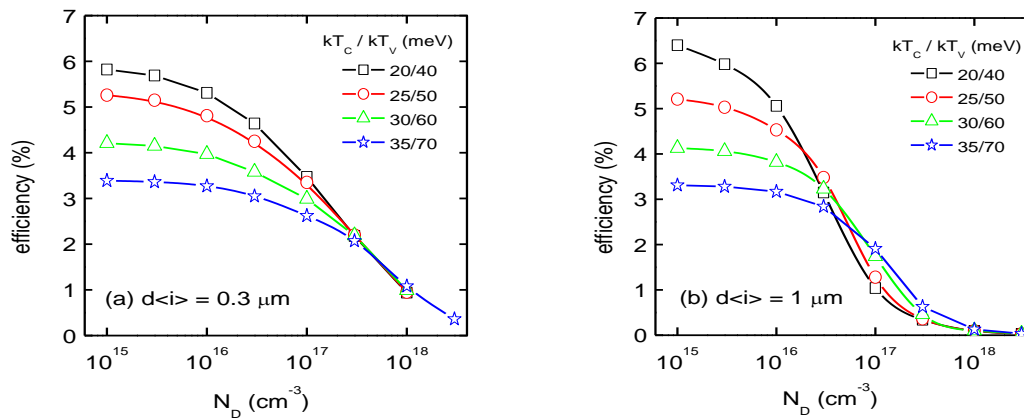 7
6
5
4
3
2
1
0
efficiency (%)
kT_C / kT_V (meV)
20/40
25/50
30/60
35/70
(a) d<i> = 0.3 μm
10^15 10^16 10^17 10^18
N_D (cm^-3)
7
6
5
4
3
2
1
0
efficiency (%)
kT_C / kT_V (meV)
20/40
25/50
30/60
35/70
(b) d<i> = 1 μm
10^15 10^16 10^17 10^18
N_D (cm^-3)